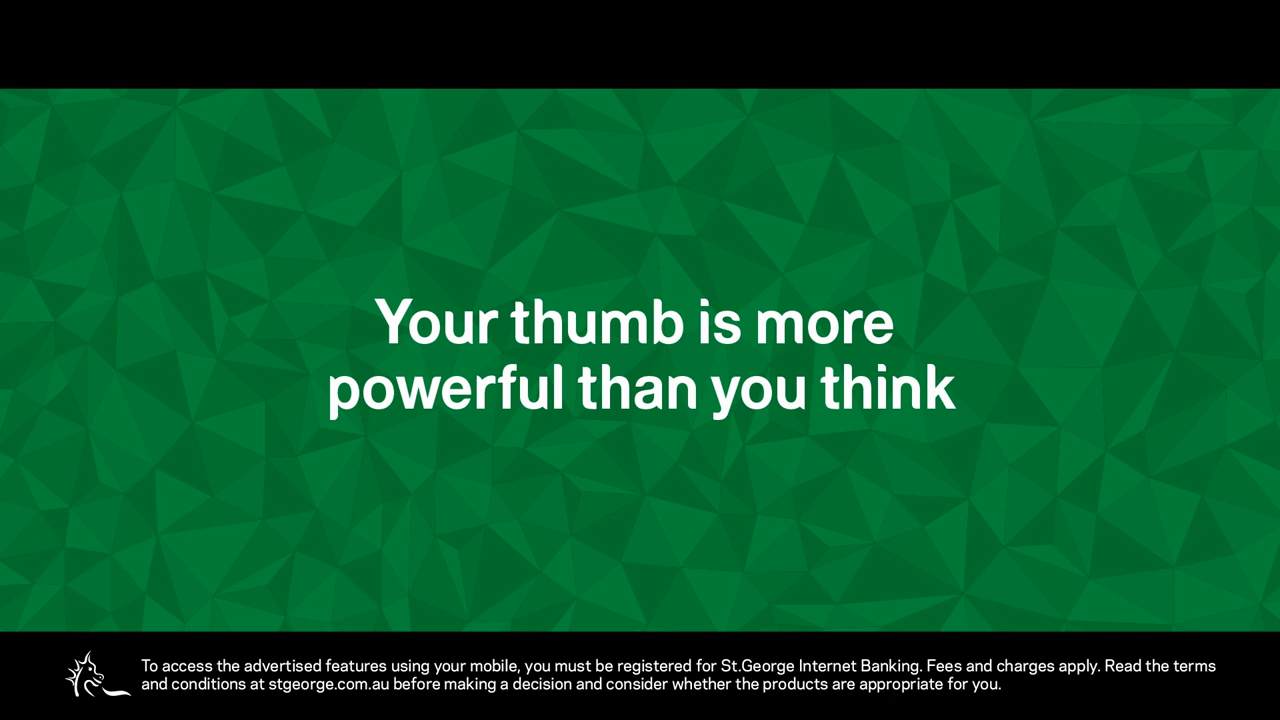 Your thumb is more
powerful than you think
To access the advertised features using your mobile, you must be registered for St.George Internet Banking. Fees and charges apply. Read the terms
and conditions at stgeorge.com.au before making a decision and consider whether the products are appropriate for you.